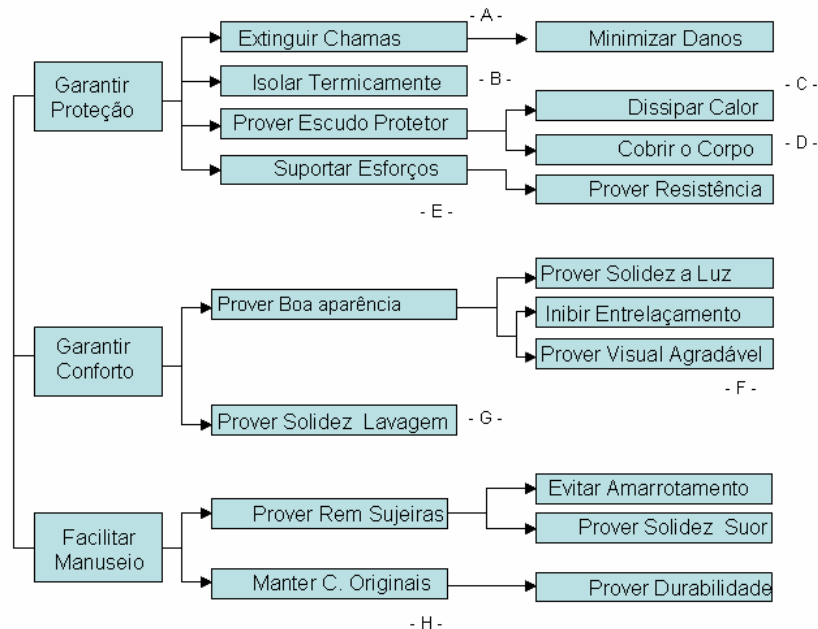 - A -
Extinguir Chamas
Minimizar Danos
Garantir
Proteção
Isolar Termicamente
- B -
- C -
Dissipar Calor
Prover Escudo Protetor
Cobrir o Corpo
- D -
Suportar Esforços
Prover Resistência
- E -
Prover Solidez a Luz
Prover Boa aparência
Inibir Entrelaçamento
Garantir
Conforto
Prover Visual Agradável
- F -
Prover Solidez Lavagem
- G -
Evitar Amarrotamento
Prover Rem Sujeiras
Prover Solidez Suor
Facilitar
Manuseio
Manter C. Originais
Prover Durabilidade
- H -